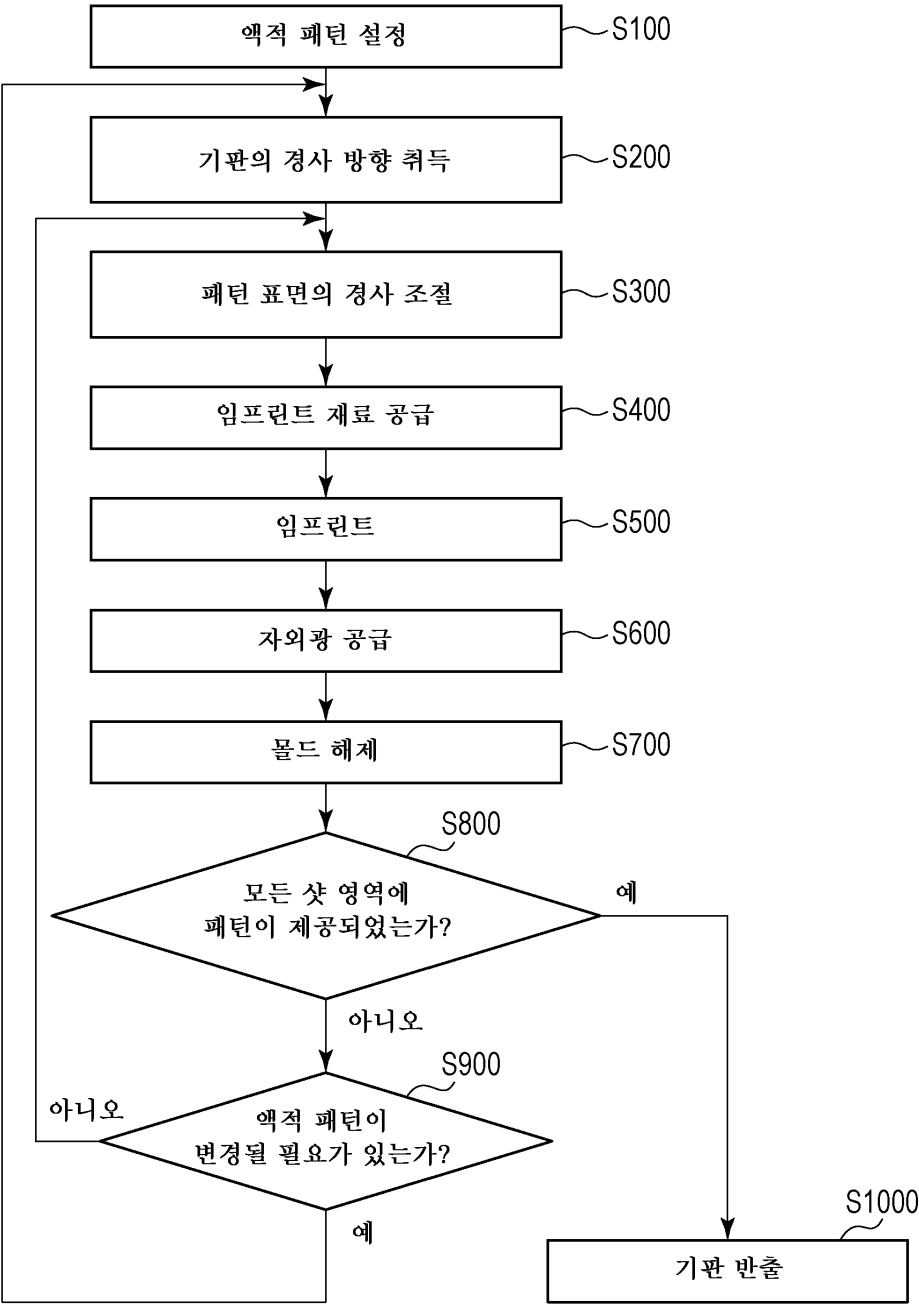 액적 패턴 설정
S100
기판의 경사 방향 취득
S200
패턴 표면의 경사 조절
S300
임프린트 재료 공급
S400
임프린트
S500
자외광 공급
S600
몰드 해제
S700
S800
모든 샷 영역에
패턴이 제공되었는가?
예
아니오
S900
액적 패턴이
변경될 필요가 있는가?
아니오
예
S1000
기판 반출